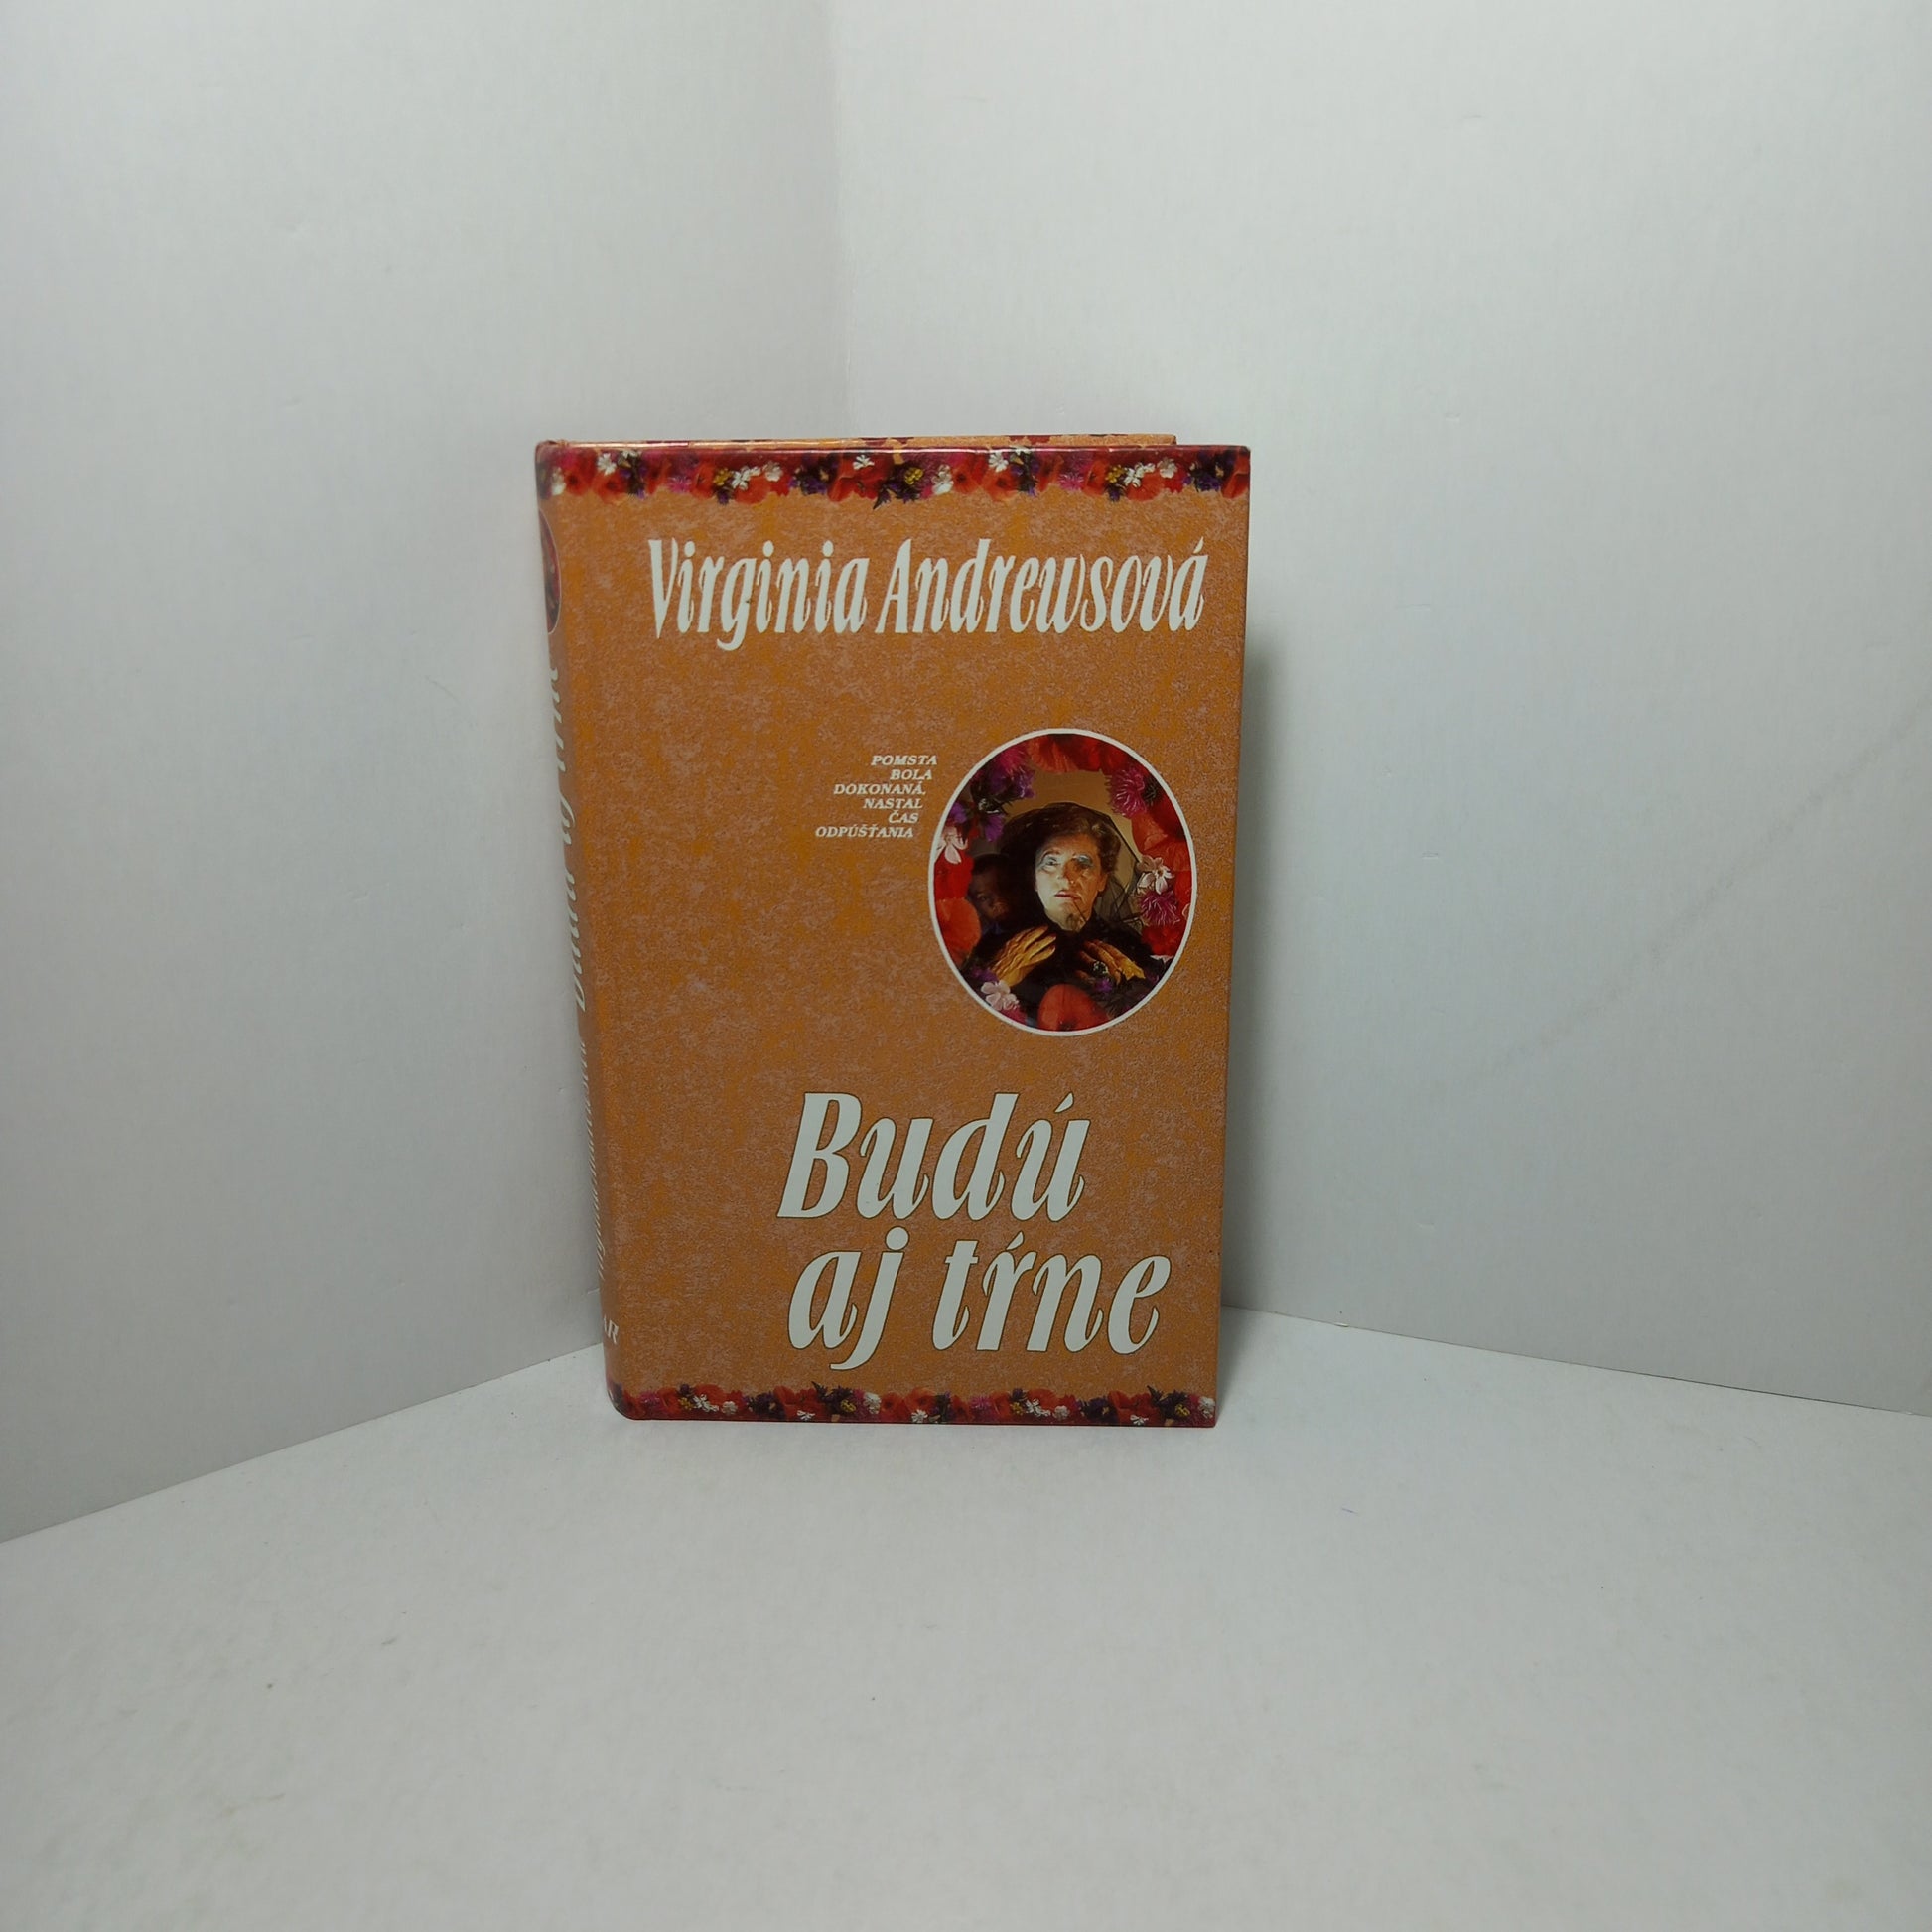 Virginia Andrewsová
POMSTA
BOLA
DOKONANÁ,
NASTAL
ČAS
ODPÚŠŤANIA
Budú
aj tŕne